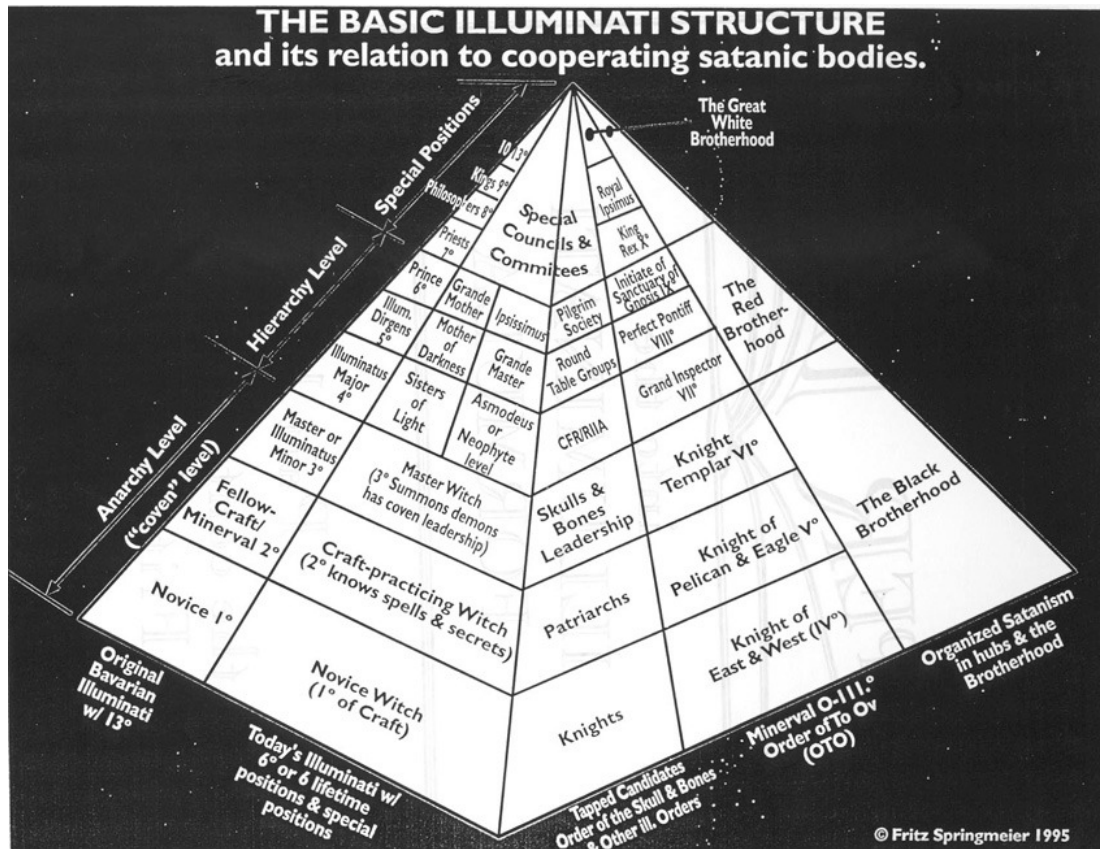 THE BASIC ILLUMINATI STRUCTURE
and its relation to cooperating satanic bodies.
Special Positions
Hierarchy Level
Anarchy Level
("coven" level)
The Great
White
Brotherhood
10 13°
Kings 9°
Philosophers 8°
Priests
7°
Prince
6°
Illum.
Dirgens
5°
Illuminatus
Major
4°
Master or
Illuminatus
Minor 3°
Fellow-
Craft/
Minerval 2°
Novice 1°
Special
Councils &
Commitees
Grande
Mother
Ipsissimus
Mother
of
Darkness
Grande
Master
Sisters
of
Light
Asmodeus
or
Neophyte
level
Master Witch
(3° Summons demons
has coven leadership)
Craft-practicing Witch
(2° knows spells & secrets)
Novice Witch
(1° of Craft)
Pilgrim
Society
Round
Table Groups
CFR/RIIA
Skulls &
Bones
Leadership
Patriarchs
Knights
Royal
Ipsimus
King
Rex X°
Initiate of
Sanctuary of
Gnosis IX°
Perfect Pontiff
VIII°
Grand Inspector
VII°
Knight
Templar VI°
Knight of
Pelican & Eagle V°
Knight of
East & West (IV°)
The
Red
Brother-
hood
The Black
Brotherhood
Original
Bavarian
Illuminati
w/ 13°
Today's Illuminati w/
6° or 6 lifetime
positions & special
positions
Tapped Candidates
Order of the Skull & Bones
& Other ill. Orders
Minerval O-111.°
Order of To Ov
(OTO)
Organized Satanism
in hubs & the
Brotherhood
© Fritz Springmeier 1995